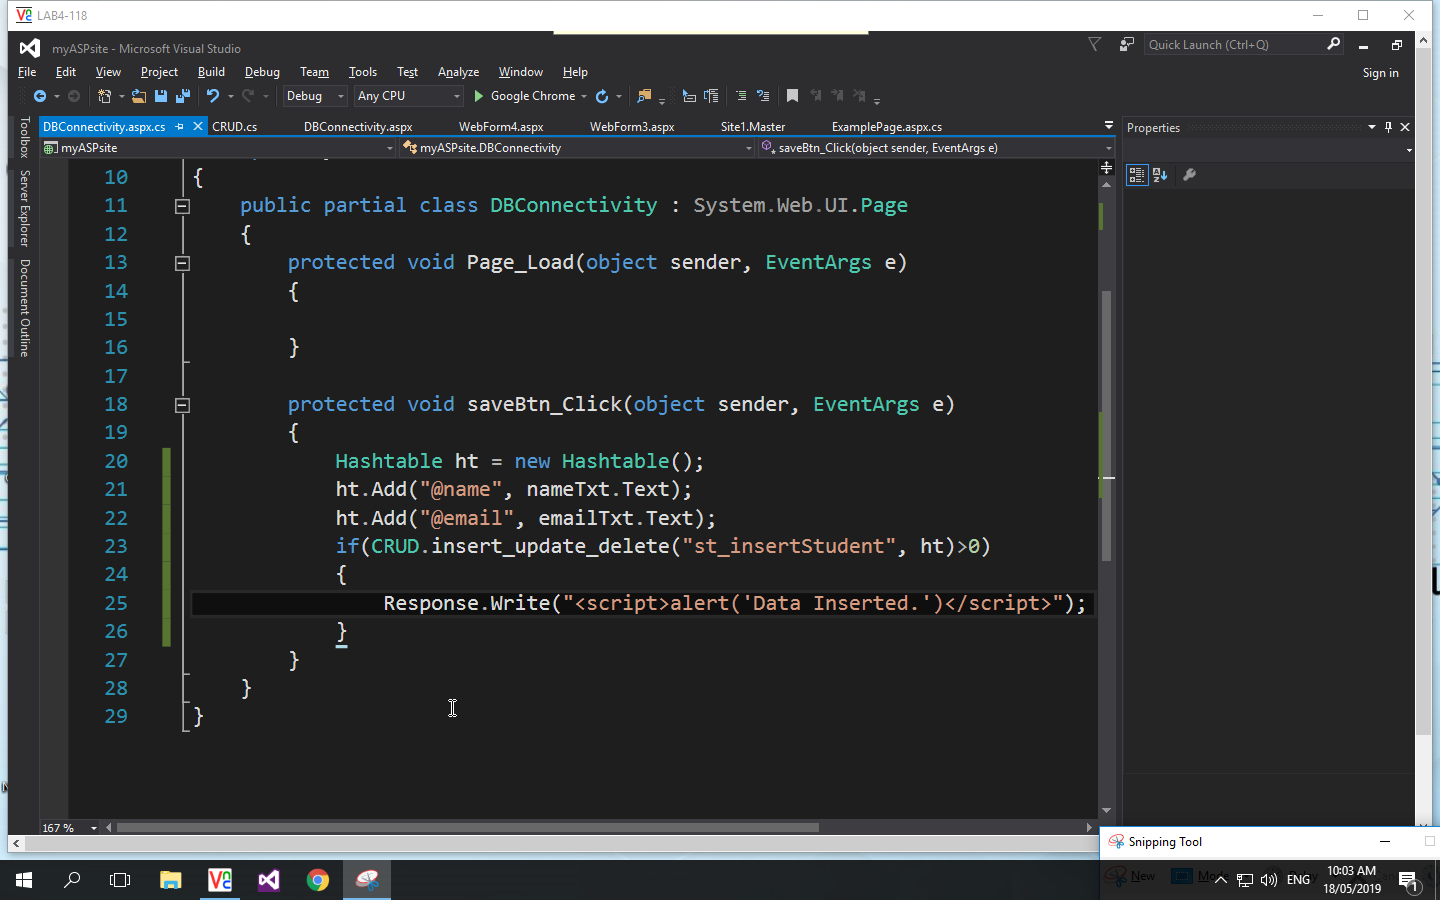 LAB4-118
myASPsite - Microsoft Visual Studio
Quick Launch (Ctrl+Q)
File Edit View Project Build Debug Team Tools Test Analyze Window Help
Sign in
Debug Any CPU Google Chrome
DBConnectivity.aspx.cs CRUD.cs DBConnectivity.aspx WebForm4.aspx WebForm3.aspx Site1.Master ExamplePage.aspx.cs
Properties
myASPsite myASPsite.DBConnectivity saveBtn_Click(object sender, EventArgs e)
Toolbox
Server Explorer
Document Outline
10 {
11 public partial class DBConnectivity : System.Web.UI.Page
12 {
13 protected void Page_Load(object sender, EventArgs e)
14 {
15
16 }
17
18 protected void saveBtn_Click(object sender, EventArgs e)
19 {
20 Hashtable ht = new Hashtable();
21 ht.Add("@name", nameTxt.Text);
22 ht.Add("@email", emailTxt.Text);
23 if(CRUD.insert_update_delete("st_insertStudent", ht)>0)
24 {
25 Response.Write("<script>alert('Data Inserted.')</script>");
26 }
27 }
28 }
29 }
167 %
Snipping Tool
New
ENG
10:03 AM
18/05/2019
1